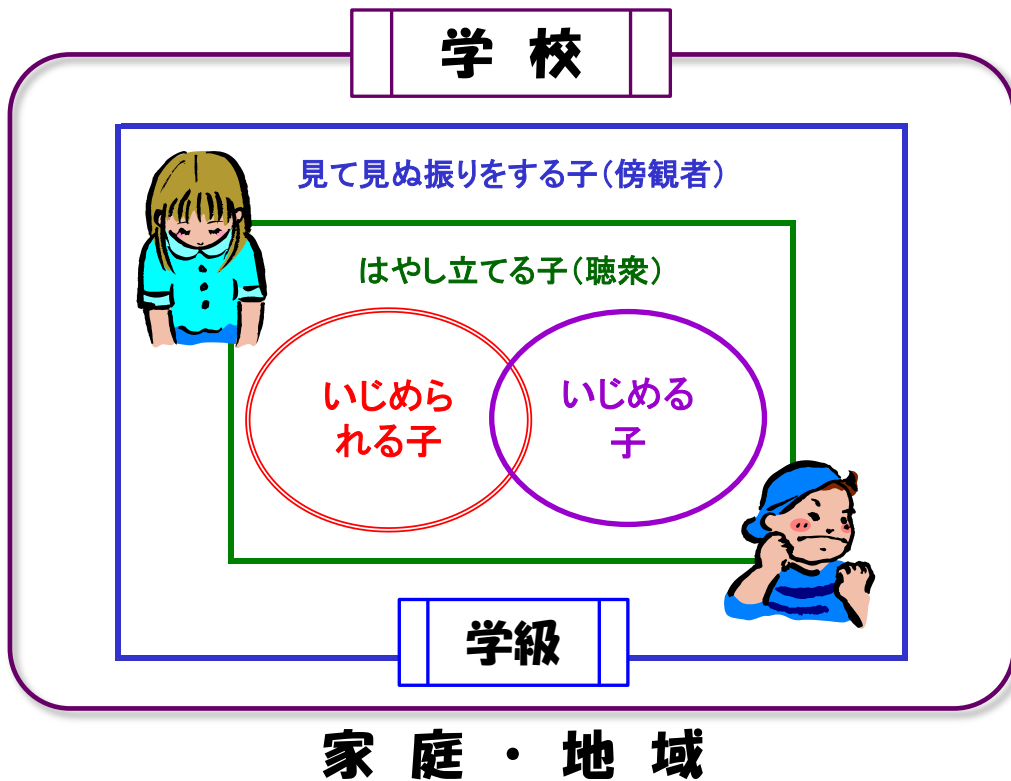 学 校
見て見ぬ振りをする子（傍観者）
はやし立てる子（聴衆）
いじめら
れる子
いじめる
子
学級
家 庭 ・ 地 域